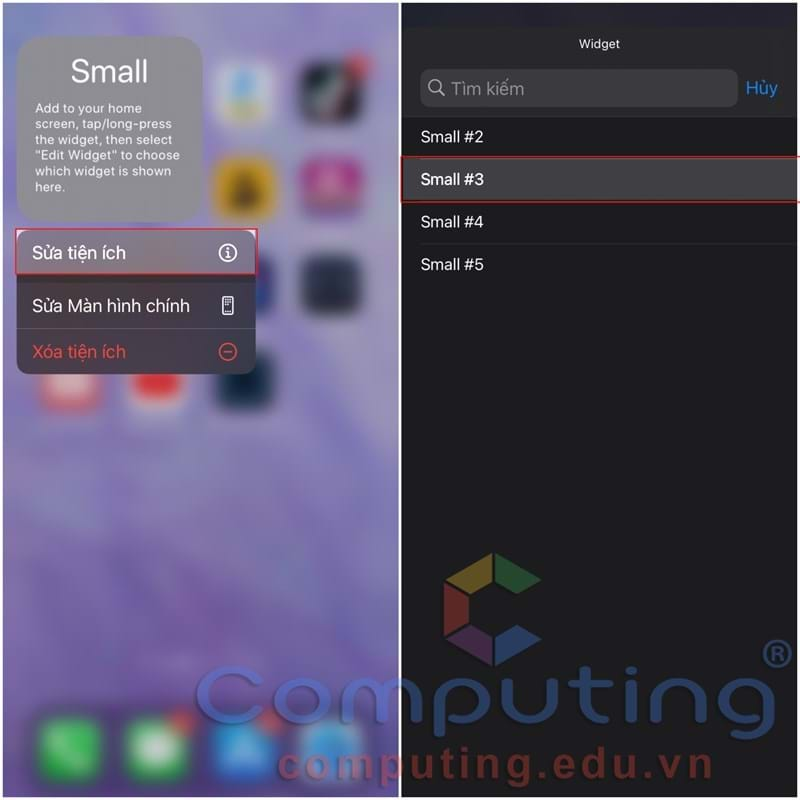 Small
Add to your home
screen, tap/long-press
the widget, then select
"Edit Widget" to choose
which widget is shown
here.
Sửa tiện ích
Sửa Màn hình chính
Xóa tiện ích
Widget
Tìm kiếm
Hủy
Small #2
Small #3
Small #4
Small #5
Computing®
computing.edu.vn